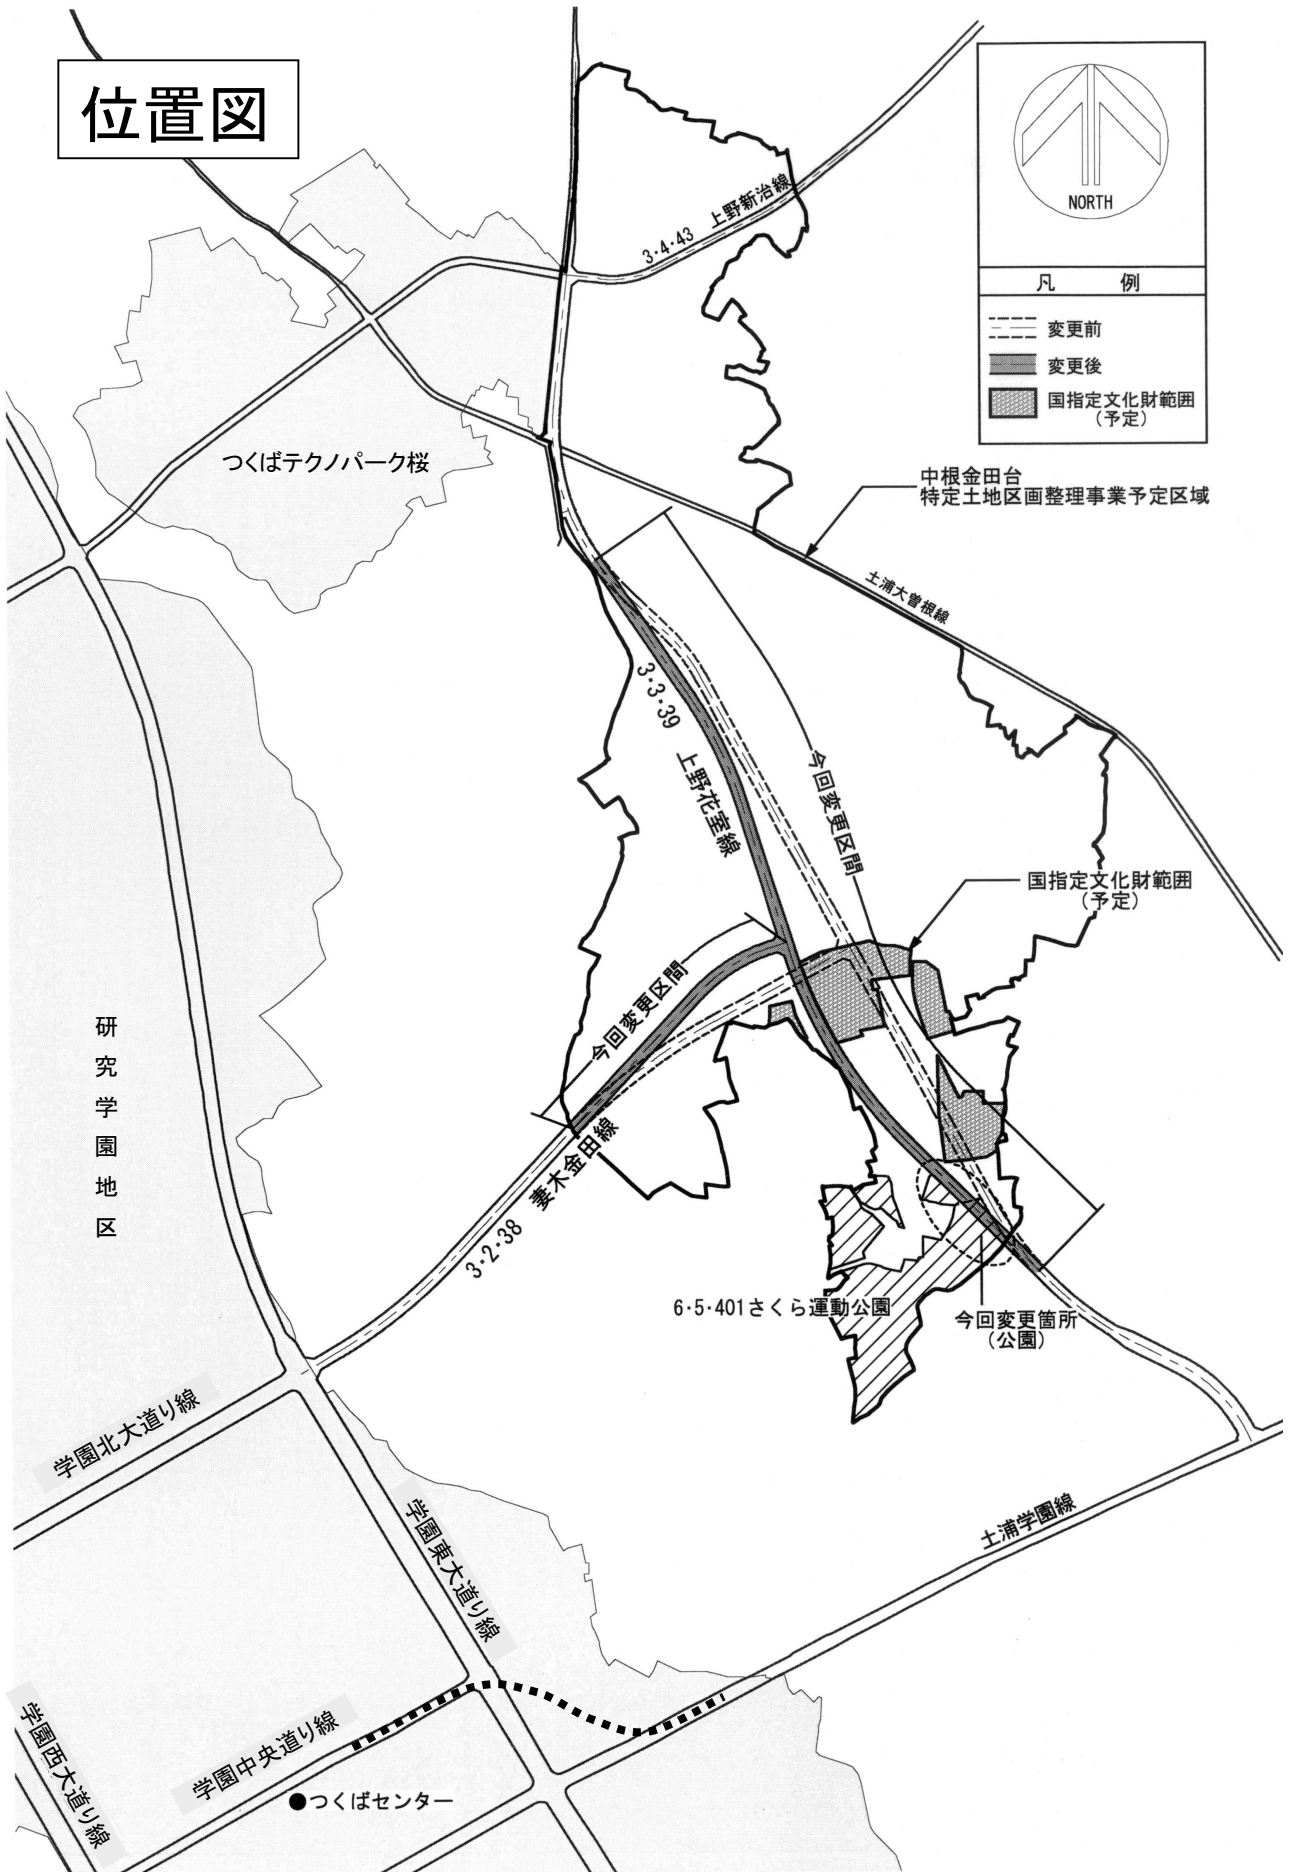 位置図
NORTH
凡 例
変更前
変更後
国指定文化財範囲
(予定)
3・4・43 上野新治線
つくばテクノパーク桜
中根金田台
特定土地区画整理事業予定区域
土浦大曽根線
3・3・39 上野花室線
今回変更区間
国指定文化財範囲
(予定)
今回変更区間
研究学園地区
3・2・38 妻木金田線
6・5・401さくら運動公園
今回変更箇所
(公園)
学園北大通り線
学園東大通り線
土浦学園線
学園西大通り線
学園中央通り線
●つくばセンター